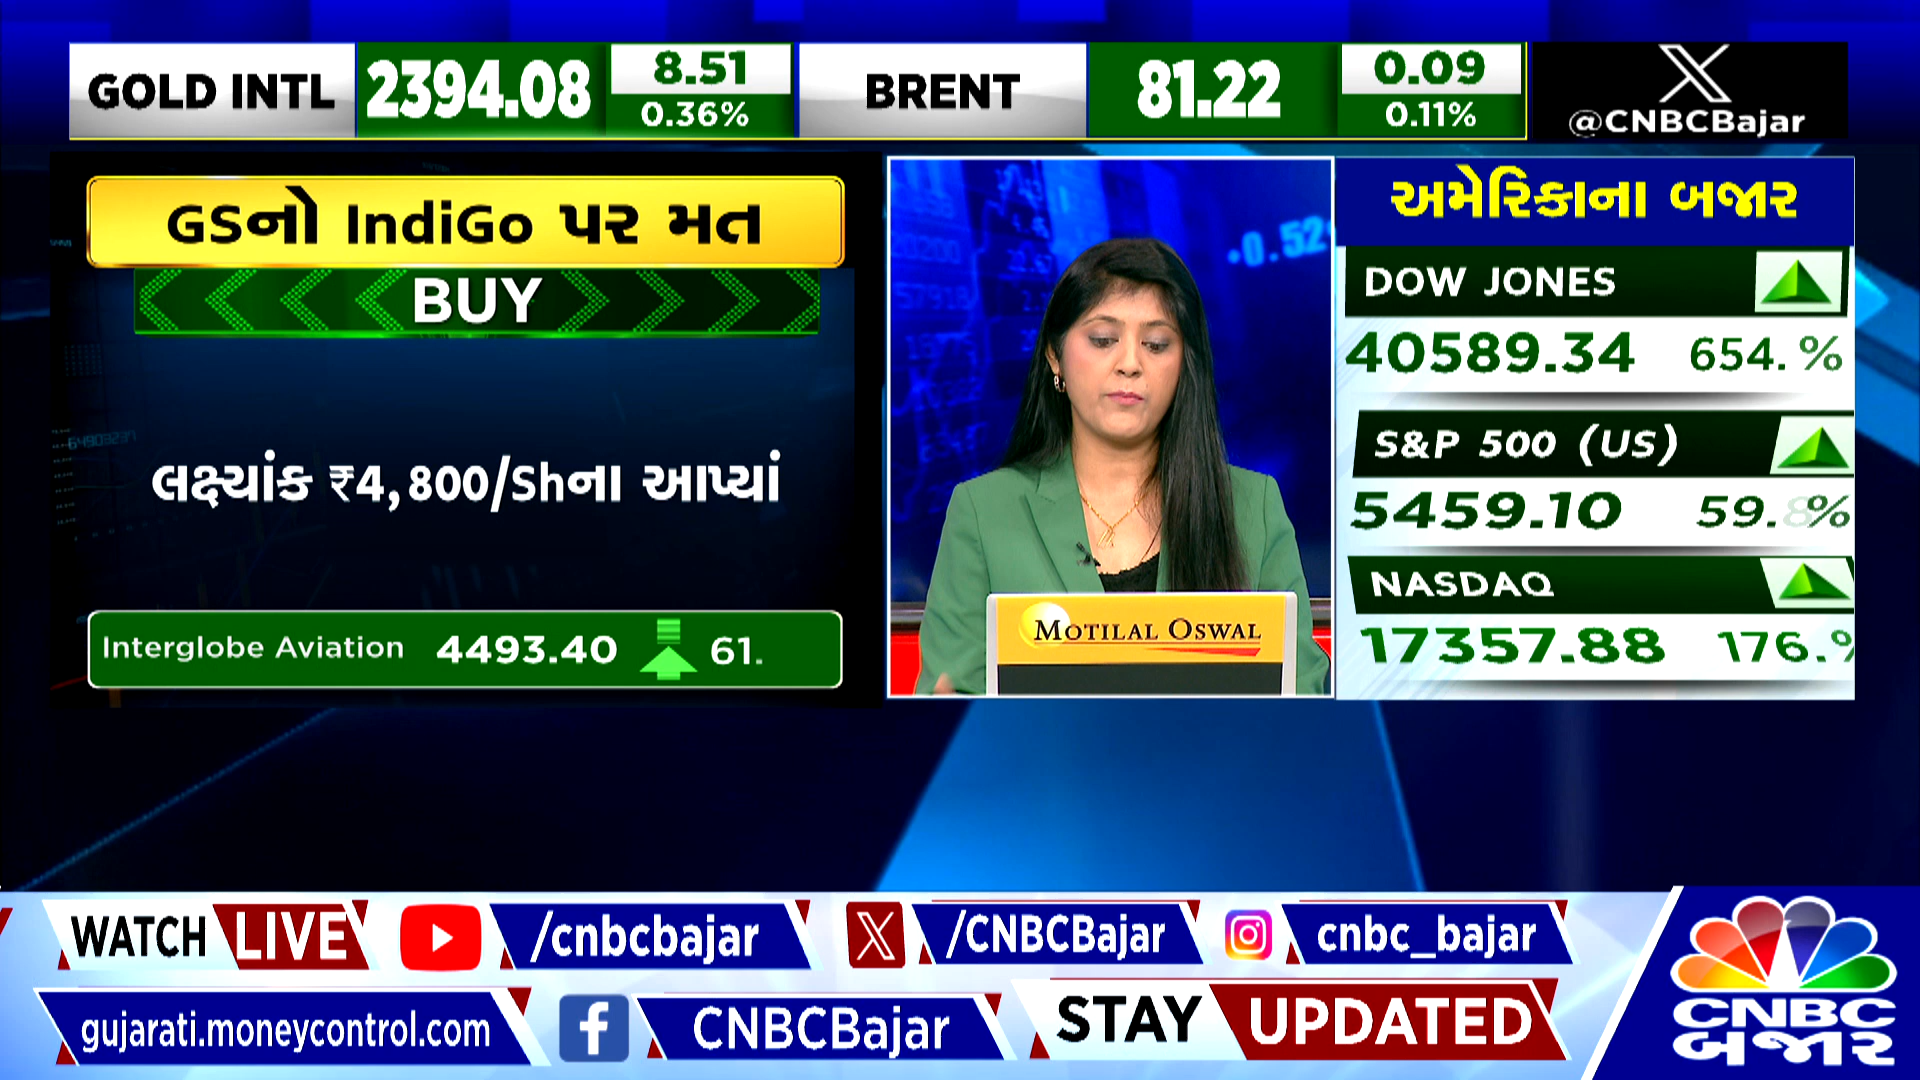 GOLD INTL 2394.08 8.51 0.36%
BRENT 81.22 0.09 0.11%
@CNBCBajar
GSનો IndiGo પર મત
BUY
લક્ષ્યાંક ₹4,800/Shના આપ્યાં
Interglobe Aviation 4493.40 61.
MOTILAL OSWAL
અમેરિકાના બજાર
DOW JONES
40589.34 654. %
S&P 500 (US)
5459.10 59. %
NASDAQ
17357.88 176.%
WATCH LIVE /cnbcbajar /CNBCBajar cnbc_bajar
gujarati.moneycontrol.com CNBCBajar STAY UPDATED
CNBC
બજાર